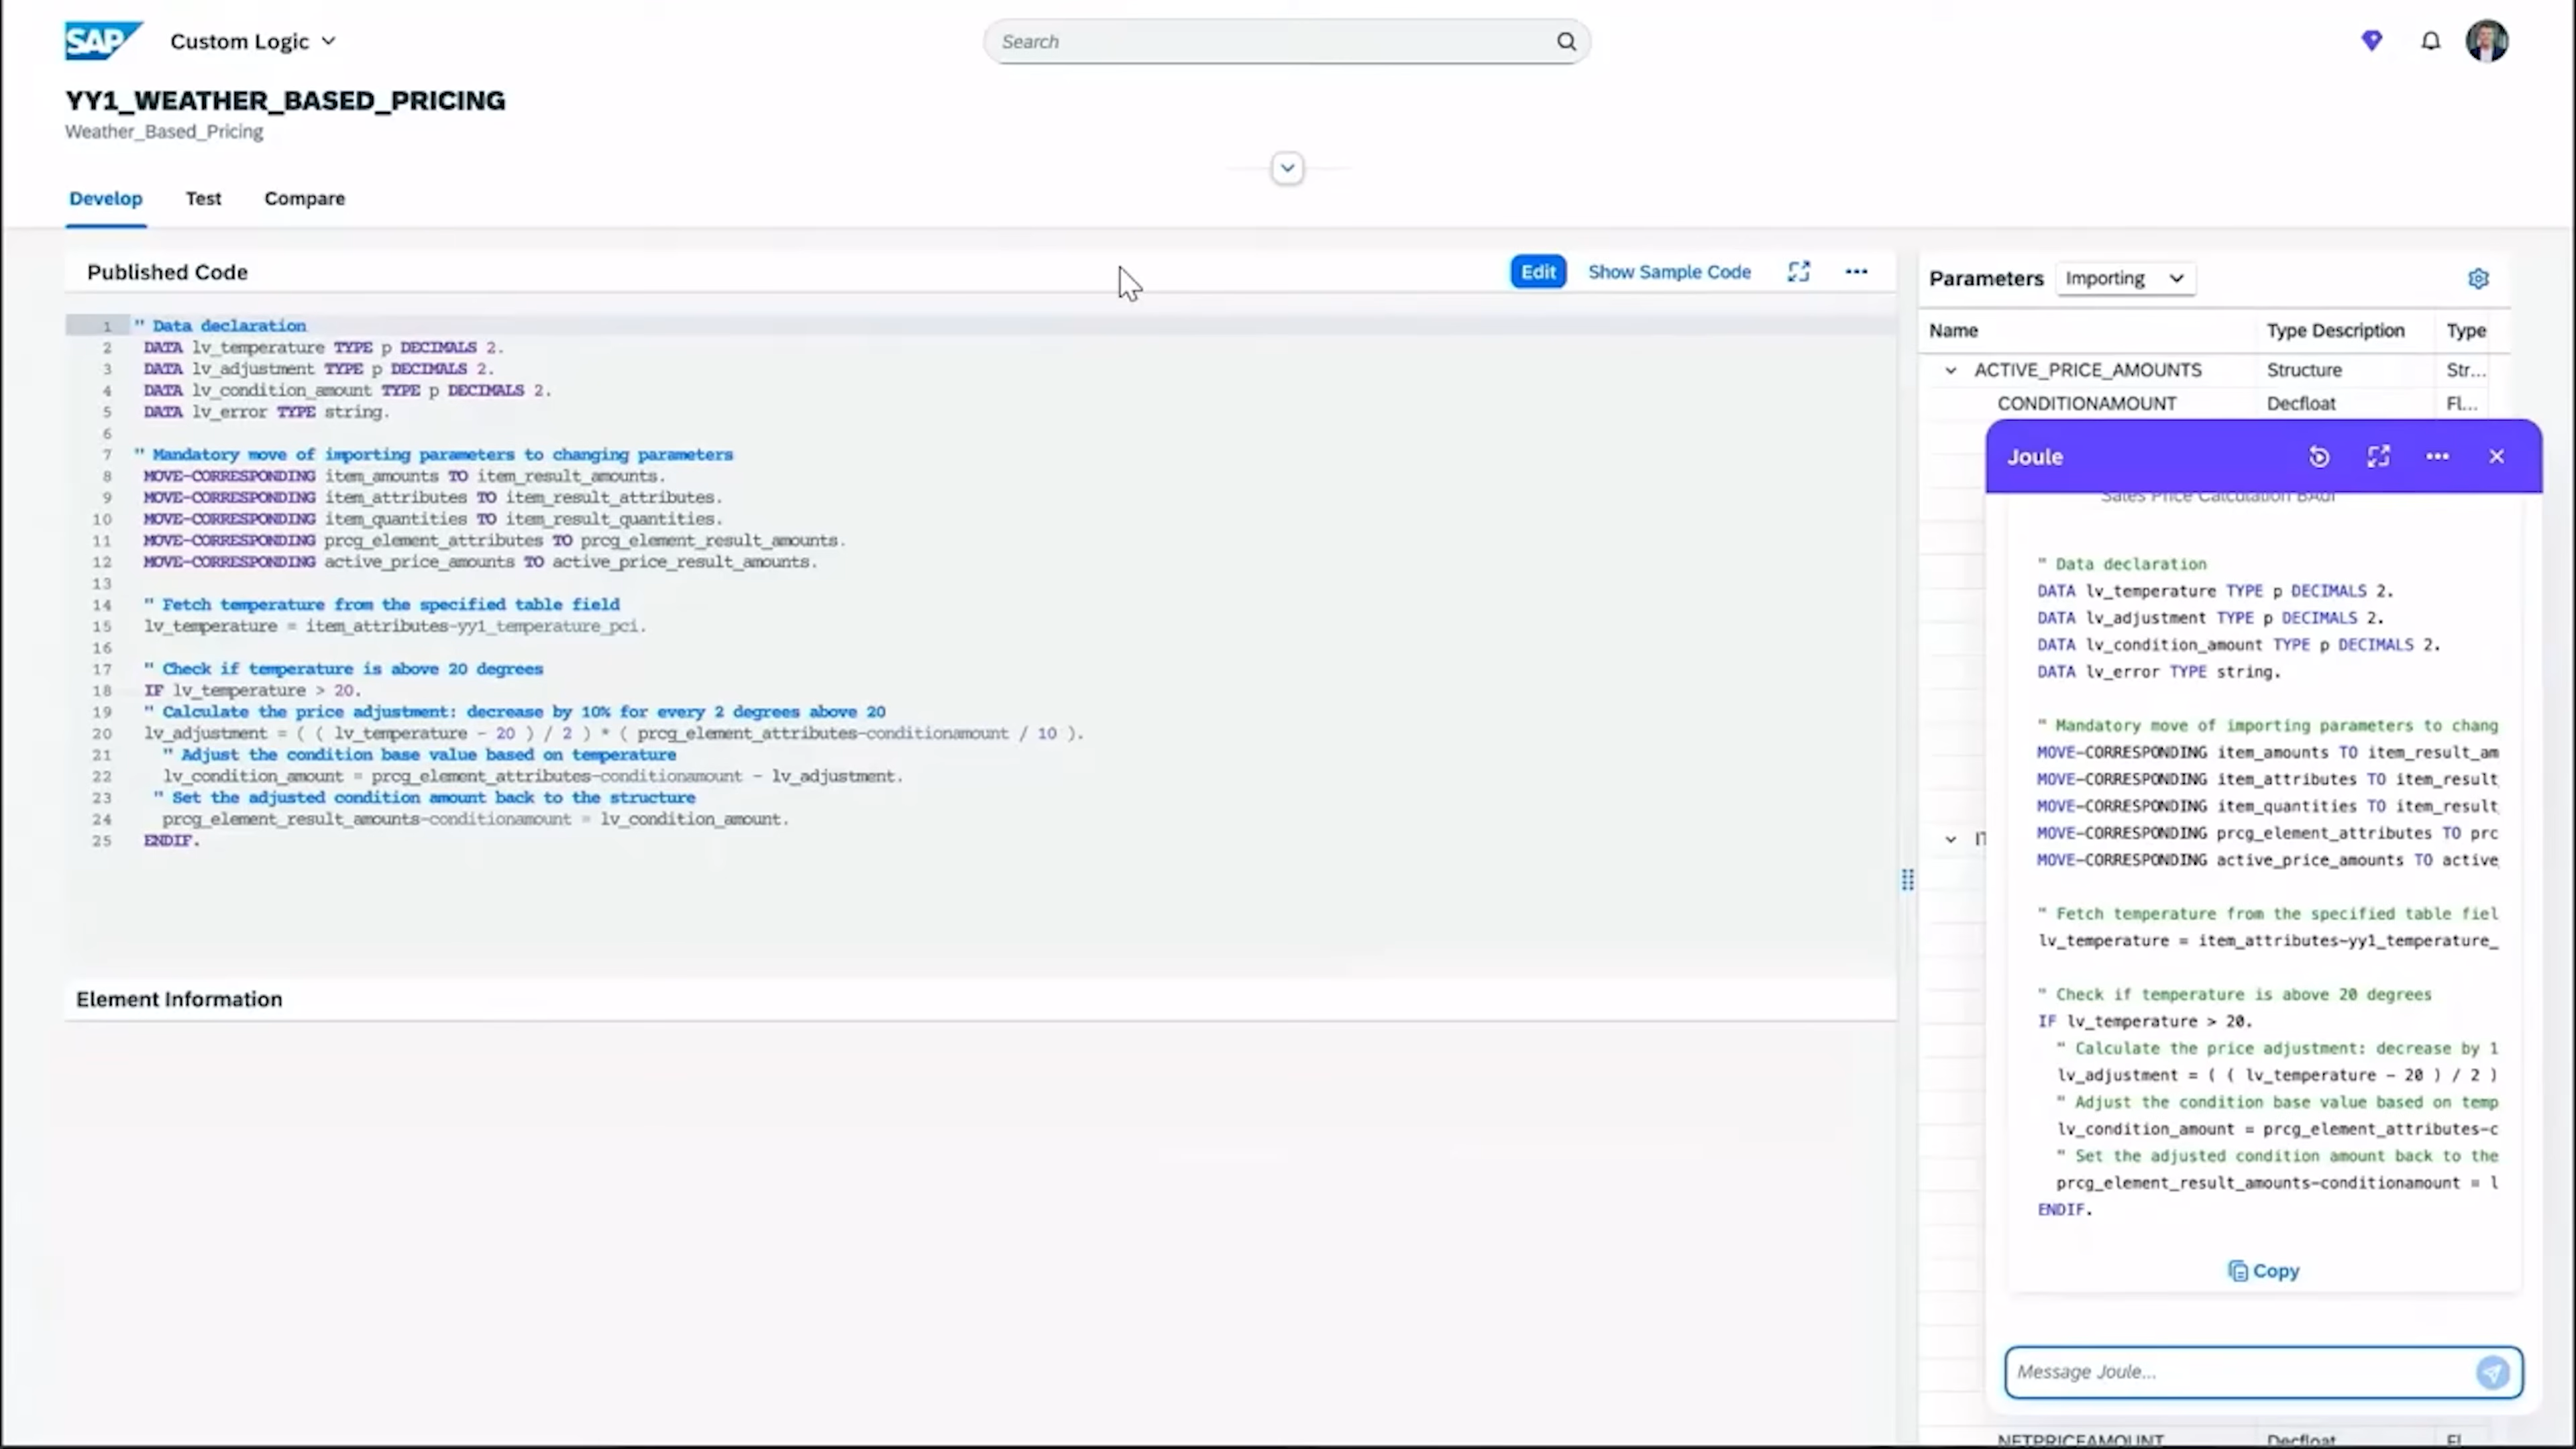 SAP Custom Logic
Search
YY1_WEATHER_BASED_PRICING
Weather_Based_Pricing
Develop Test Compare
Published Code
Edit Show Sample Code
1 " Data declaration
2 DATA lv_temperature TYPE p DECIMALS 2.
3 DATA lv_adjustment TYPE p DECIMALS 2.
4 DATA lv_condition_amount TYPE p DECIMALS 2.
5 DATA lv_error TYPE string.
6
7 " Mandatory move of importing parameters to changing parameters
8 MOVE-CORRESPONDING item_amounts TO item_result_amounts.
9 MOVE-CORRESPONDING item_attributes TO item_result_attributes.
10 MOVE-CORRESPONDING item_quantities TO item_result_quantities.
11 MOVE-CORRESPONDING prcg_element_attributes TO prcg_element_result_amounts.
12 MOVE-CORRESPONDING active_price_amounts TO active_price_result_amounts.
13
14 " Fetch temperature from the specified table field
15 lv_temperature = item_attributes-yy1_temperature_pci.
16
17 " Check if temperature is above 20 degrees
18 IF lv_temperature > 20.
19 " Calculate the price adjustment: decrease by 10% for every 2 degrees above 20
20 lv_adjustment = ( ( lv_temperature - 20 ) / 2 ) * ( prcg_element_attributes-conditionamount / 10 ).
21 " Adjust the condition base value based on temperature
22 lv_condition_amount = prcg_element_attributes-conditionamount - lv_adjustment.
23 " Set the adjusted condition amount back to the structure
24 prcg_element_result_amounts-conditionamount = lv_condition_amount.
25 ENDIF.
Element Information
Parameters Importing
Name Type Description Type
ACTIVE_PRICE_AMOUNTS Structure Str...
CONDITIONAMOUNT Decfloat Fl...
Joule
Sales Price Calculation BAdI
" Data declaration
DATA lv_temperature TYPE p DECIMALS 2.
DATA lv_adjustment TYPE p DECIMALS 2.
DATA lv_condition_amount TYPE p DECIMALS 2.
DATA lv_error TYPE string.
" Mandatory move of importing parameters to chang
MOVE-CORRESPONDING item_amounts TO item_result_am
MOVE-CORRESPONDING item_attributes TO item_result
MOVE-CORRESPONDING item_quantities TO item_result
MOVE-CORRESPONDING prcg_element_attributes TO prc
MOVE-CORRESPONDING active_price_amounts TO active
" Fetch temperature from the specified table fiel
lv_temperature = item_attributes-yy1_temperature_
" Check if temperature is above 20 degrees
IF lv_temperature > 20.
" Calculate the price adjustment: decrease by 1
lv_adjustment = ( ( lv_temperature - 20 ) / 2 )
" Adjust the condition base value based on temp
lv_condition_amount = prcg_element_attributes-c
" Set the adjusted condition amount back to the
prcg_element_result_amounts-conditionamount = l
ENDIF.
Copy
Message Joule...
NETPRICEAMOUNT Decfloat Fl